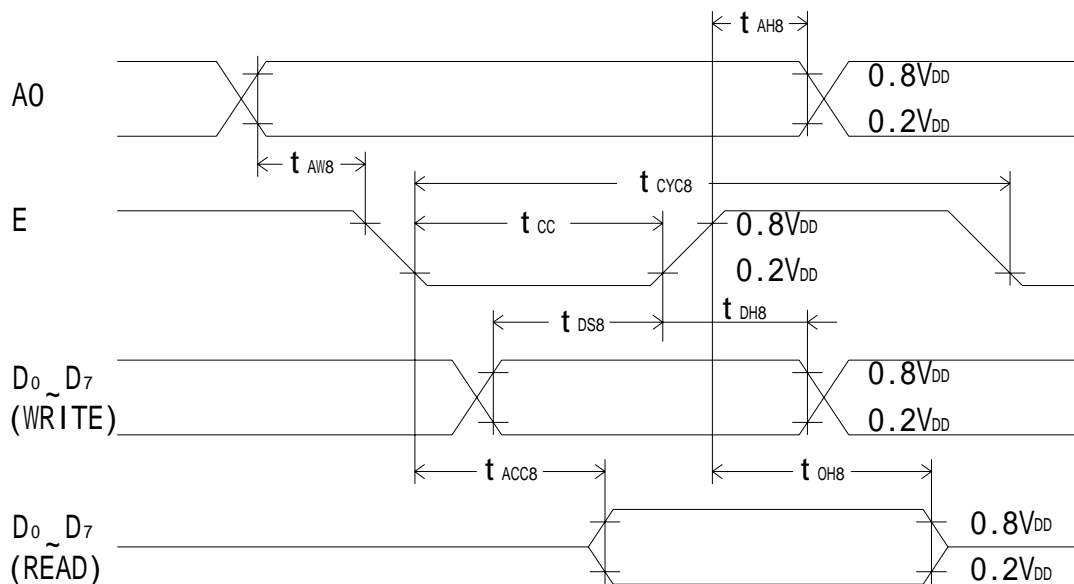 t AH8
A0
0.8VDD
0.2VDD
t AW8
t CYC8
E
t CC
0.8VDD
0.2VDD
t DS8
t DH8
D0 ~ D7
(WRITE)
0.8VDD
0.2VDD
t ACC8
t OH8
D0 ~ D7
(READ)
0.8VDD
0.2VDD